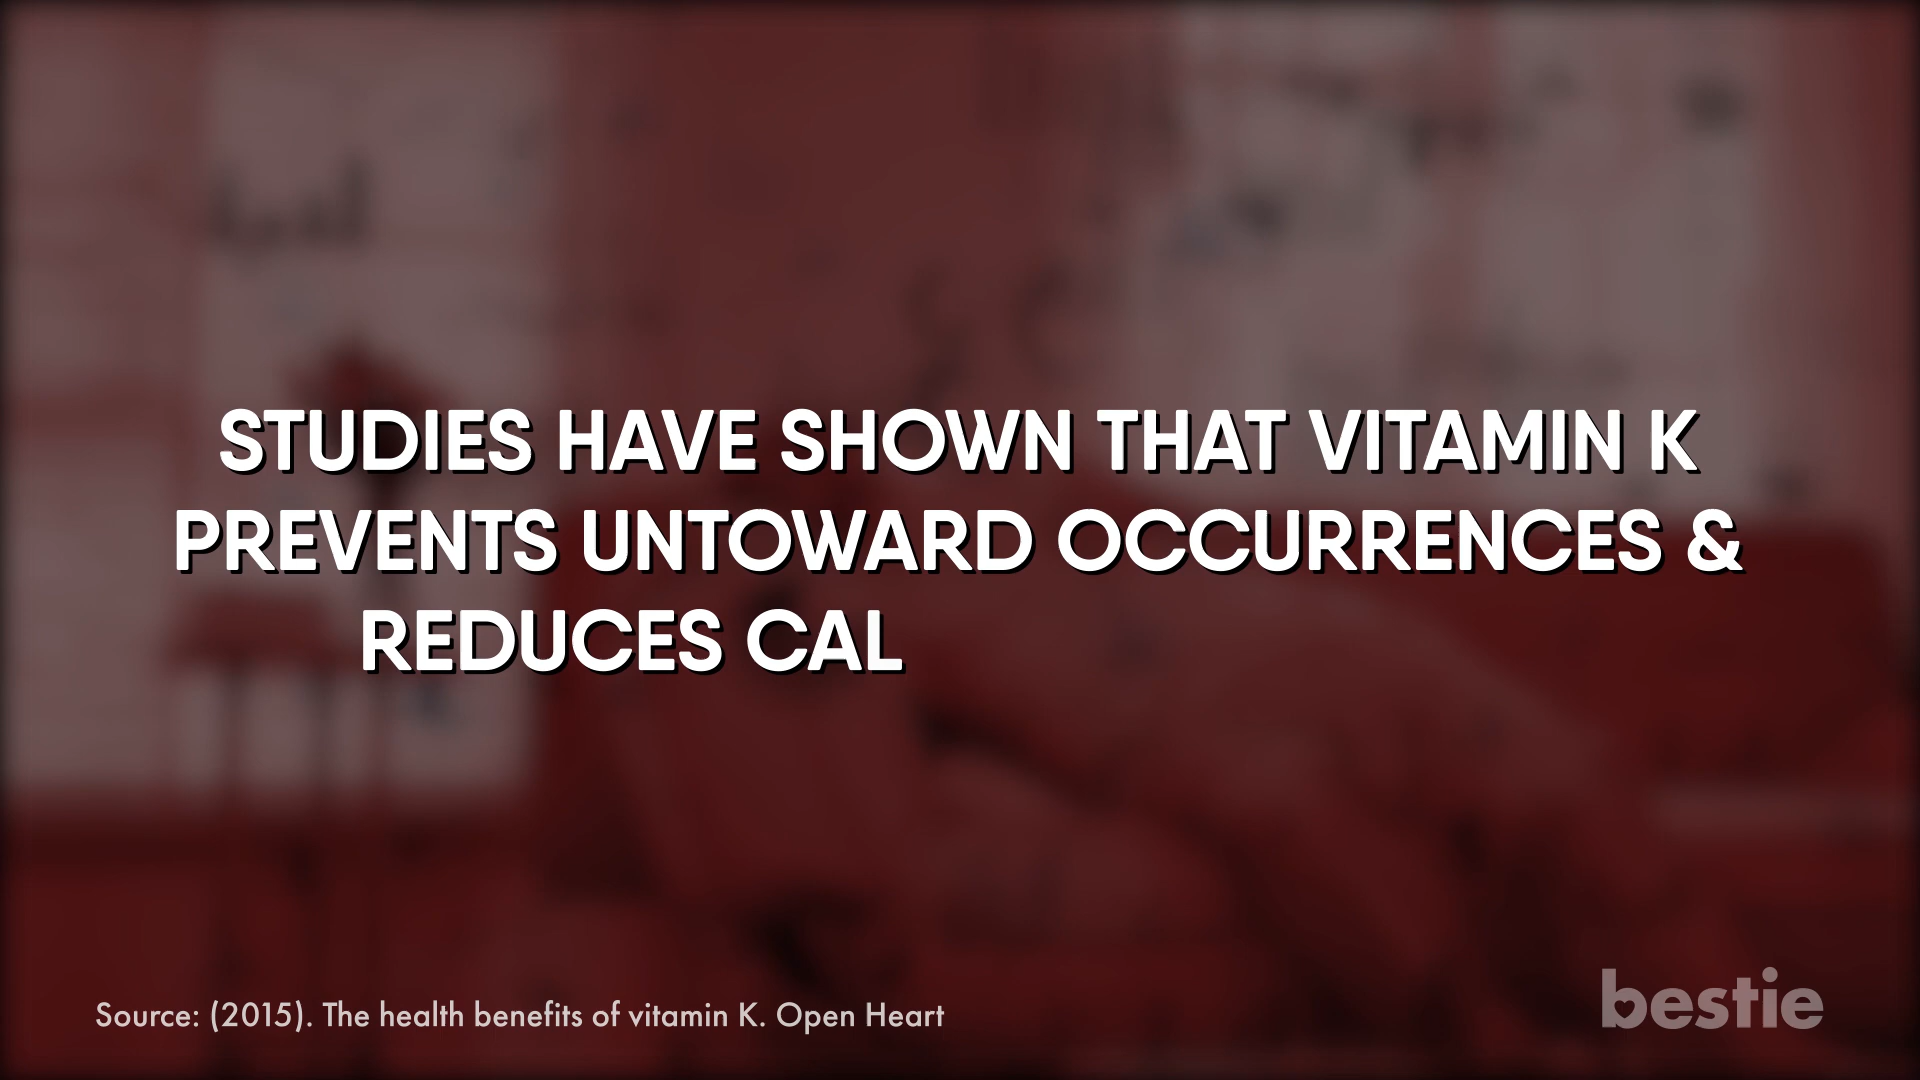 STUDIES HAVE SHOWN THAT VITAMIN K
PREVENTS UNTOWARD OCCURRENCES &
REDUCES CAL
Source: (2015). The health benefits of vitamin K. Open Heart
bestie